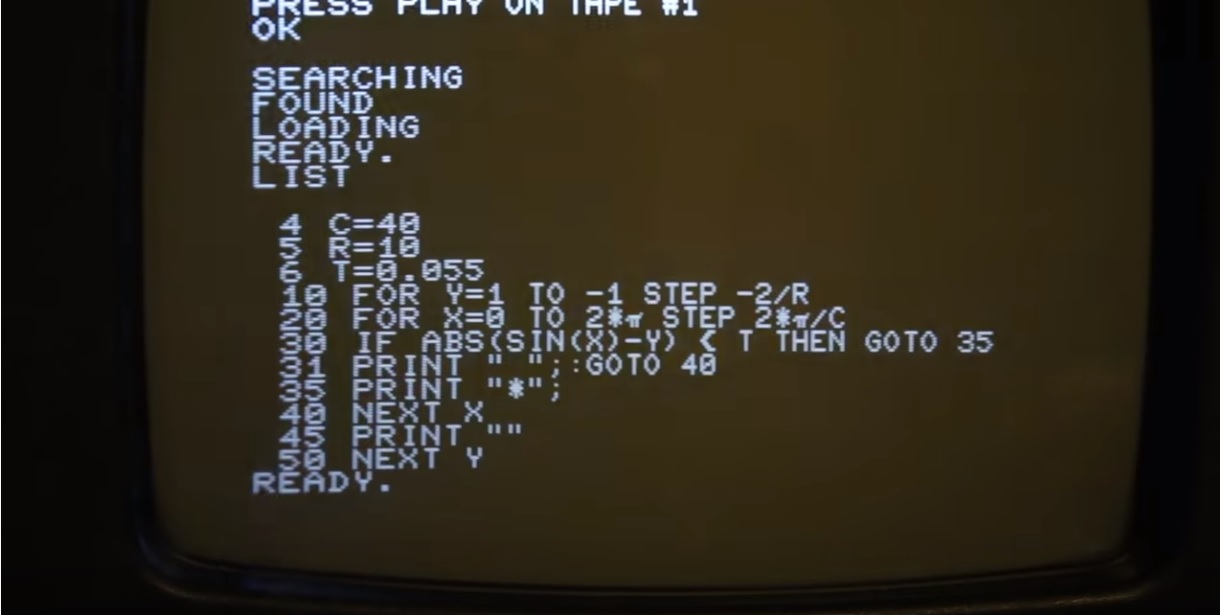 PRESS PLAY ON TAPE #1
OK
SEARCHING
FOUND
LOADING
READY.
LIST
4 C=40
5 R=10
6 T=0.055
10 FOR Y=1 TO -1 STEP -2/R
20 FOR X=0 TO 2*π STEP 2*π/C
30 IF ABS(SIN(X)-Y) < T THEN GOTO 35
31 PRINT " ";:GOTO 40
35 PRINT "*";
40 NEXT X
45 PRINT ""
50 NEXT Y
READY.